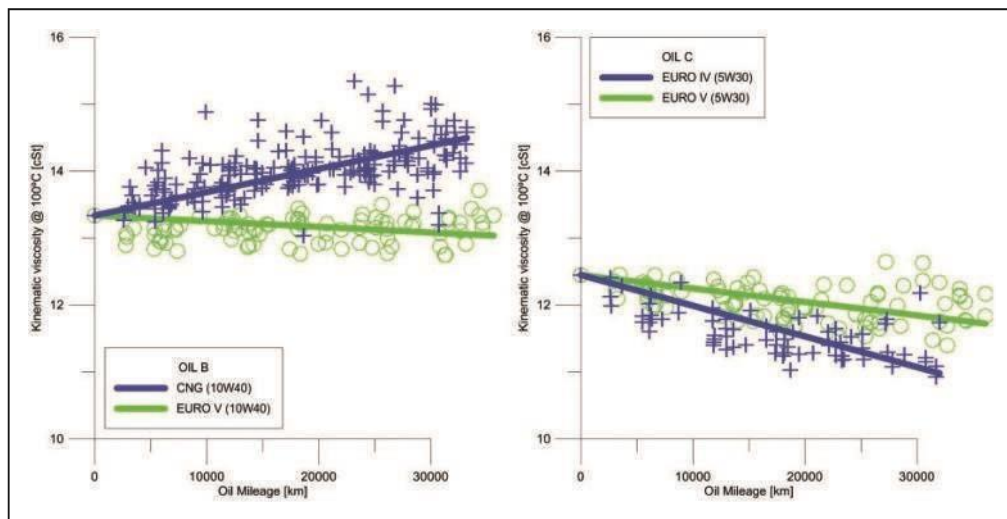 16
14
12
10
Kinematic viscosity @ 100ºC [cSt]
OIL B
CNG (10W40)
EURO V (10W40)
0 10000 20000 30000
Oil Mileage [km]
16
14
12
10
Kinematic viscosity @ 100ºC [cSt]
OIL C
EURO IV (5W30)
EURO V (5W30)
0 10000 20000 30000
Oil Mileage [km]